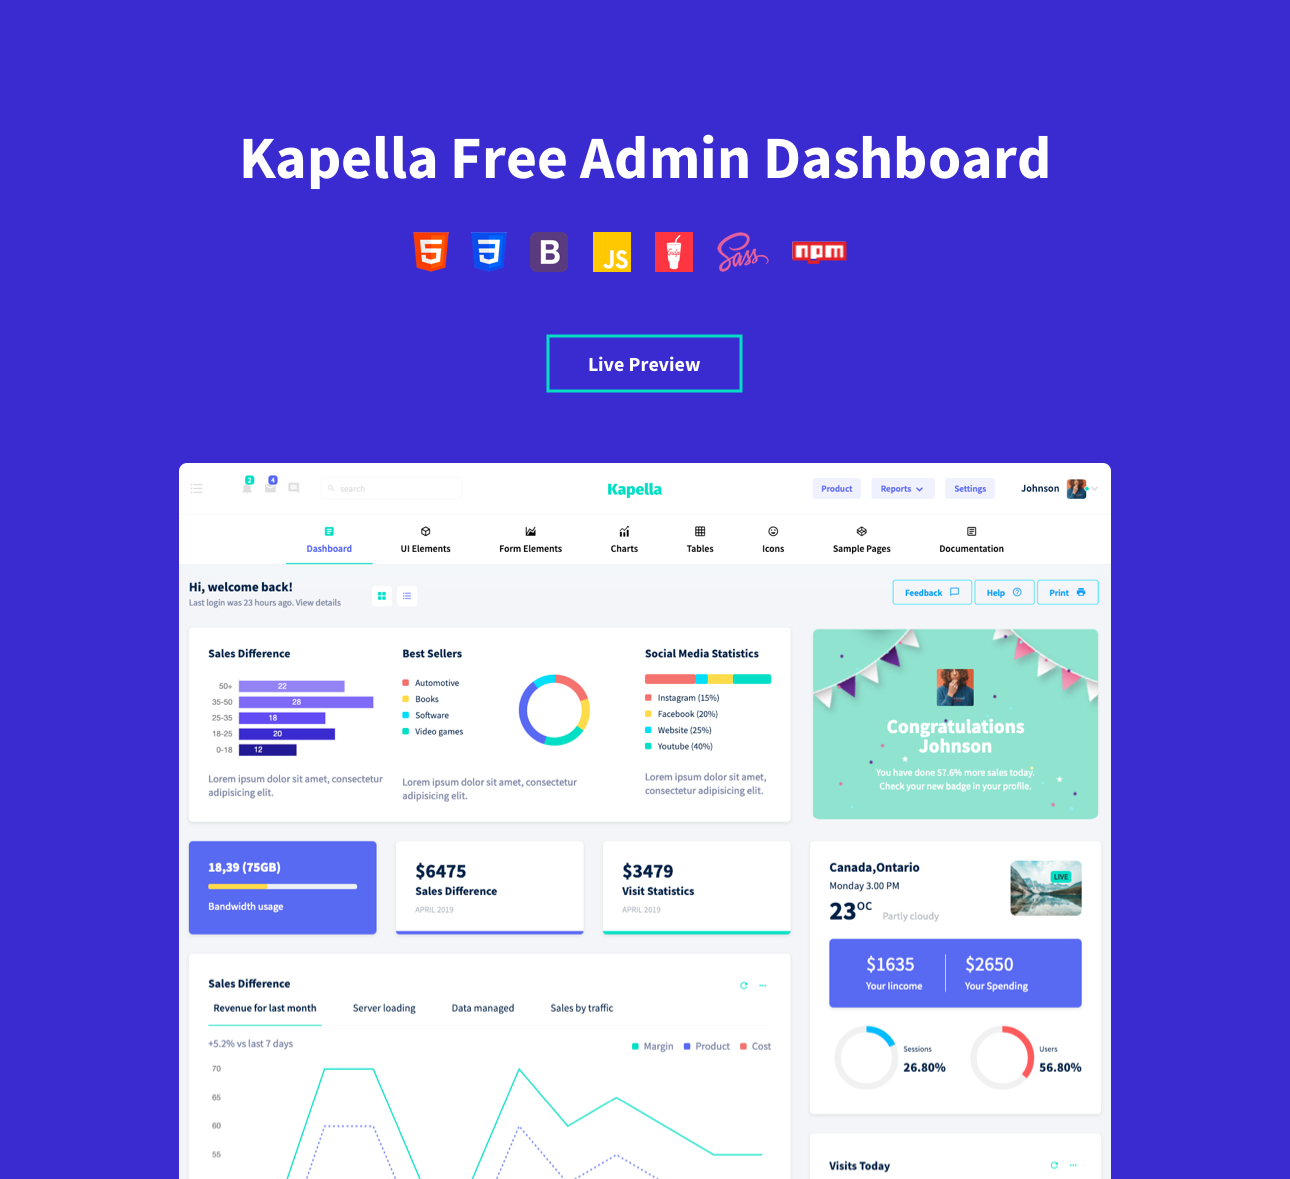 Kapella Free Admin Dashboard
5 3 B JS Gulp Sass npm
Live Preview
2 4
search
Kapella
Product Reports Settings
Johnson
Dashboard UI Elements Form Elements Charts Tables Icons Sample Pages Documentation
Hi, welcome back!
Last login was 23 hours ago. View details
Feedback Help Print
Sales Difference
50+ 22
35-50 28
25-35 18
18-25 20
0-18 12
Lorem ipsum dolor sit amet, consectetur
adipisicing elit.
Best Sellers
Automotive
Books
Software
Video games
Lorem ipsum dolor sit amet, consectetur
adipisicing elit.
Social Media Statistics
Instagram (15%)
Facebook (20%)
Website (25%)
Youtube (40%)
Lorem ipsum dolor sit amet,
consectetur adipisicing elit.
Congratulations
Johnson
You have done 57.6% more sales today.
Check your new badge in your profile.
18,39 (75GB)
Bandwidth usage
$6475
Sales Difference
APRIL 2019
$3479
Visit Statistics
APRIL 2019
Canada,Ontario
Monday 3.00 PM
23OC Partly cloudy
LIVE
$1635
Your Iincome
$2650
Your Spending
Sessions
26.80%
Users
56.80%
Sales Difference
Revenue for last month Server loading Data managed Sales by traffic
+5.2% vs last 7 days
Margin Product Cost
70
65
60
55
Visits Today